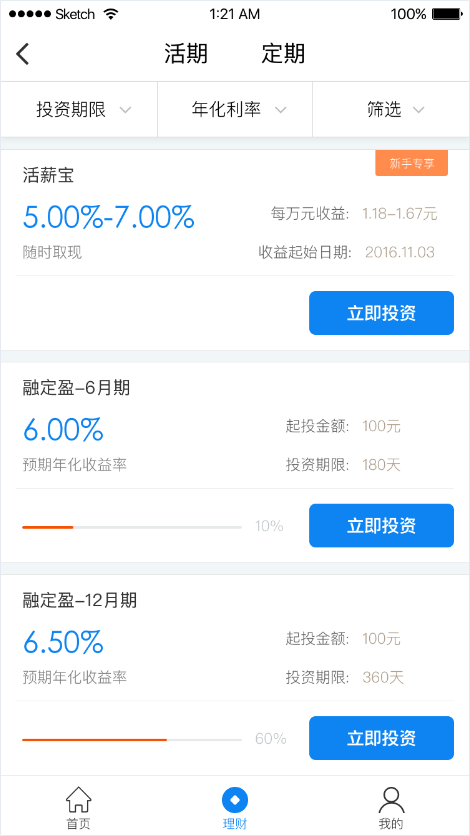 Sketch 1:21 AM 100%
活期 定期
投资期限 年化利率 筛选
新手专享
活薪宝
5.00%-7.00% 每万元收益: 1.18-1.67元
随时取现 收益起始日期: 2016.11.03
立即投资
融定盈-6月期
6.00% 起投金额: 100元
预期年化收益率 投资期限: 180天
10% 立即投资
融定盈-12月期
6.50% 起投金额: 100元
预期年化收益率 投资期限: 360天
60% 立即投资
首页 理财 我的